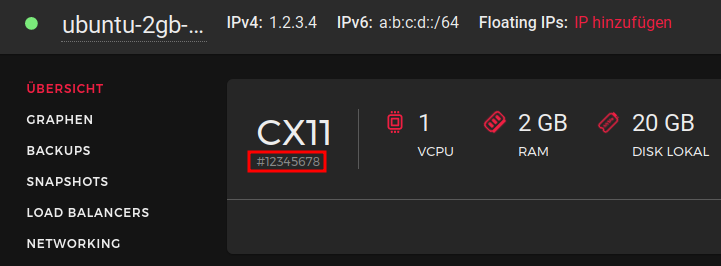 ubuntu-2gb-... IPv4: 1.2.3.4 IPv6: a:b:c:d::/64 Floating IPs: IP hinzufügen
ÜBERSICHT
GRAPHEN
BACKUPS
SNAPSHOTS
LOAD BALANCERS
NETWORKING
CX11
#12345678
1
VCPU
2 GB
RAM
20 GB
DISK LOKAL